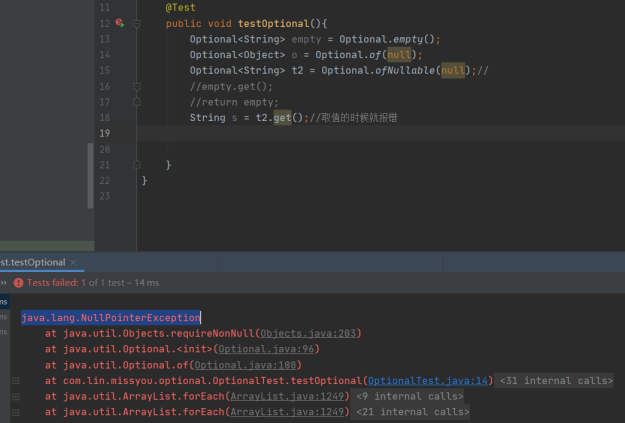 11 @Test
12 public void testOptional(){
13 Optional<String> empty = Optional.empty();
14 Optional<Object> o = Optional.of(null);
15 Optional<String> t2 = Optional.ofNullable(null);//
16 //empty.get();
17 //return empty;
18 String s = t2.get();//取值的时候就报错
19
20
21 }
22 }
23
st.testOptional ×
›› Tests failed: 1 of 1 test – 14 ms
ms java.lang.NullPointerException
ms at java.util.Objects.requireNonNull(Objects.java:203)
ms at java.util.Optional.<init>(Optional.java:96)
at java.util.Optional.of(Optional.java:108)
at com.lin.missyou.optional.OptionalTest.testOptional(OptionalTest.java:14) <31 internal calls>
at java.util.ArrayList.forEach(ArrayList.java:1249) <9 internal calls>
at java.util.ArrayList.forEach(ArrayList.java:1249) <21 internal calls>